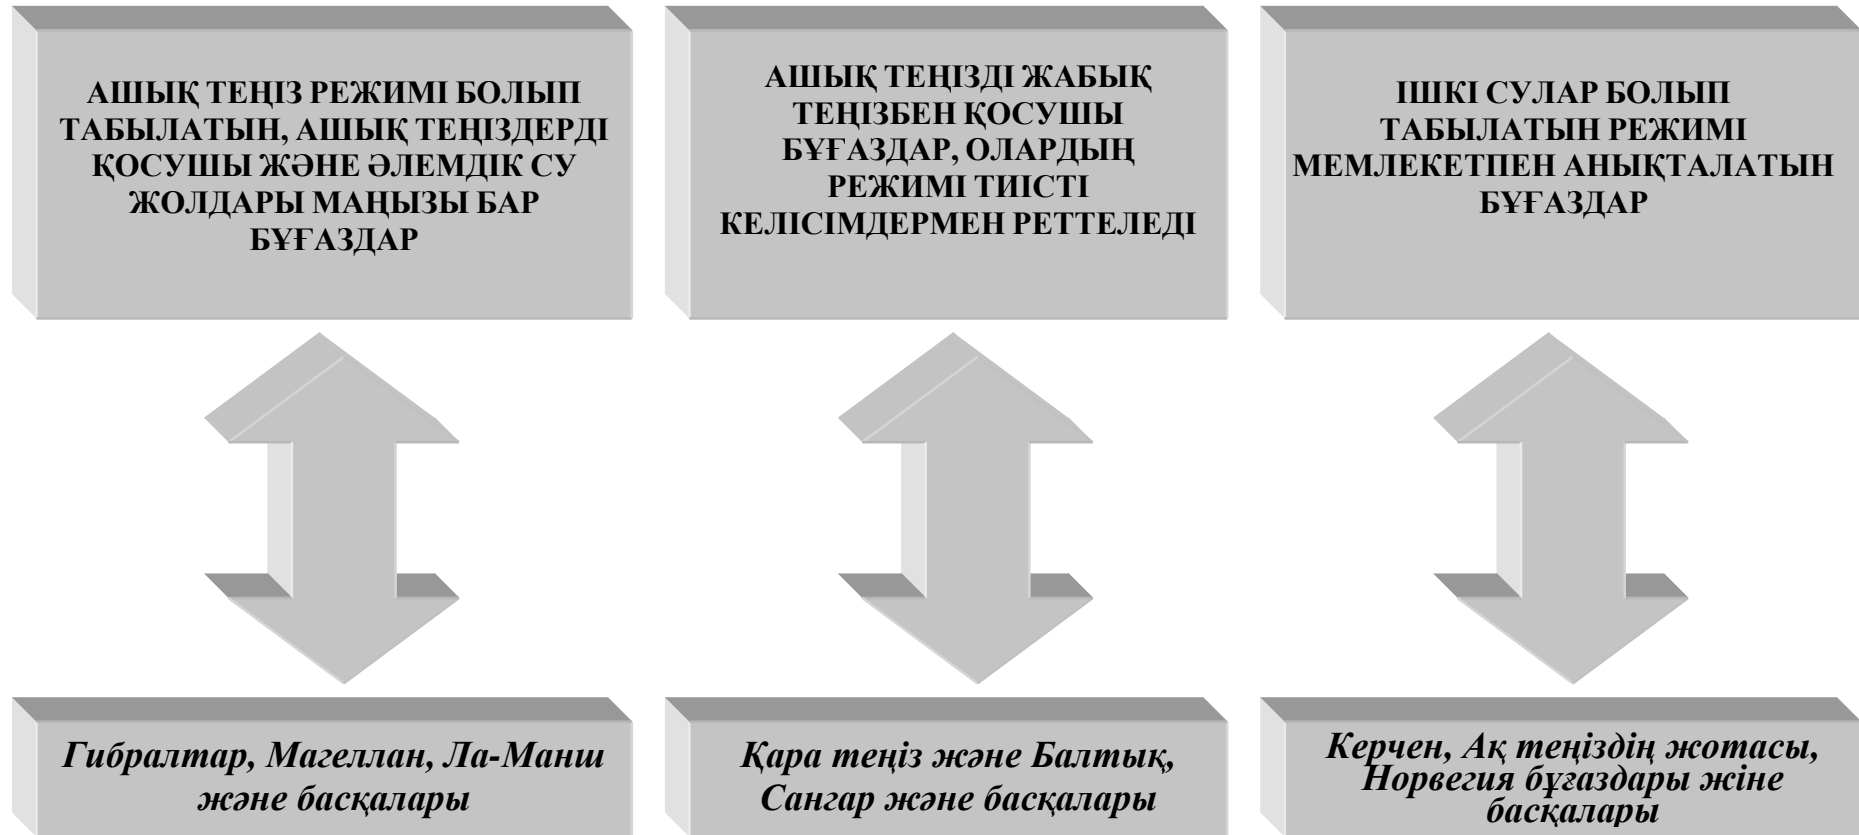 АШЫҚ ТЕҢІЗ РЕЖИМІ БОЛЫП
ТАБЫЛАТЫН, АШЫҚ ТЕҢІЗДЕРДІ
ҚОСУШЫ ЖӘНЕ ӘЛЕМДІК СУ
ЖОЛДАРЫ МАҢЫЗЫ БАР
БҰҒАЗДАР
АШЫҚ ТЕҢІЗДІ ЖАБЫҚ
ТЕҢІЗБЕН ҚОСУШЫ
БҰҒАЗДАР, ОЛАРДЫҢ
РЕЖИМІ ТИІСТІ
КЕЛІСІМДЕРМЕН РЕТТЕЛЕДІ
ІШКІ СУЛАР БОЛЫП
ТАБЫЛАТЫН РЕЖИМІ
МЕМЛЕКЕТПЕН АНЫҚТАЛАТЫН
БҰҒАЗДАР
Гибралтар, Магеллан, Ла-Манш
және басқалары
Қара теңіз және Балтық,
Сангар және басқалары
Керчен, Ақ теңіздің жотасы,
Норвегия бұғаздары жіне
басқалары